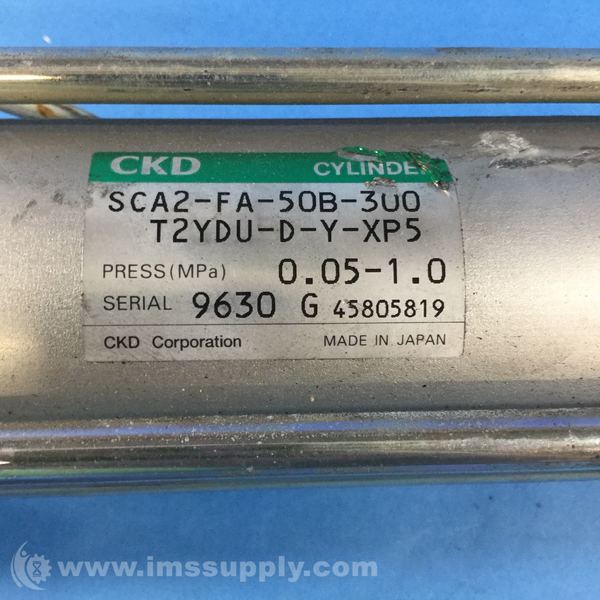 CKD CYLINDER
SCA2-FA-50B-300
T2YDU-D-Y-XP5
PRESS(MPa) 0.05-1.0
SERIAL 9630 G 45805819
CKD Corporation MADE IN JAPAN
www.imssupply.com